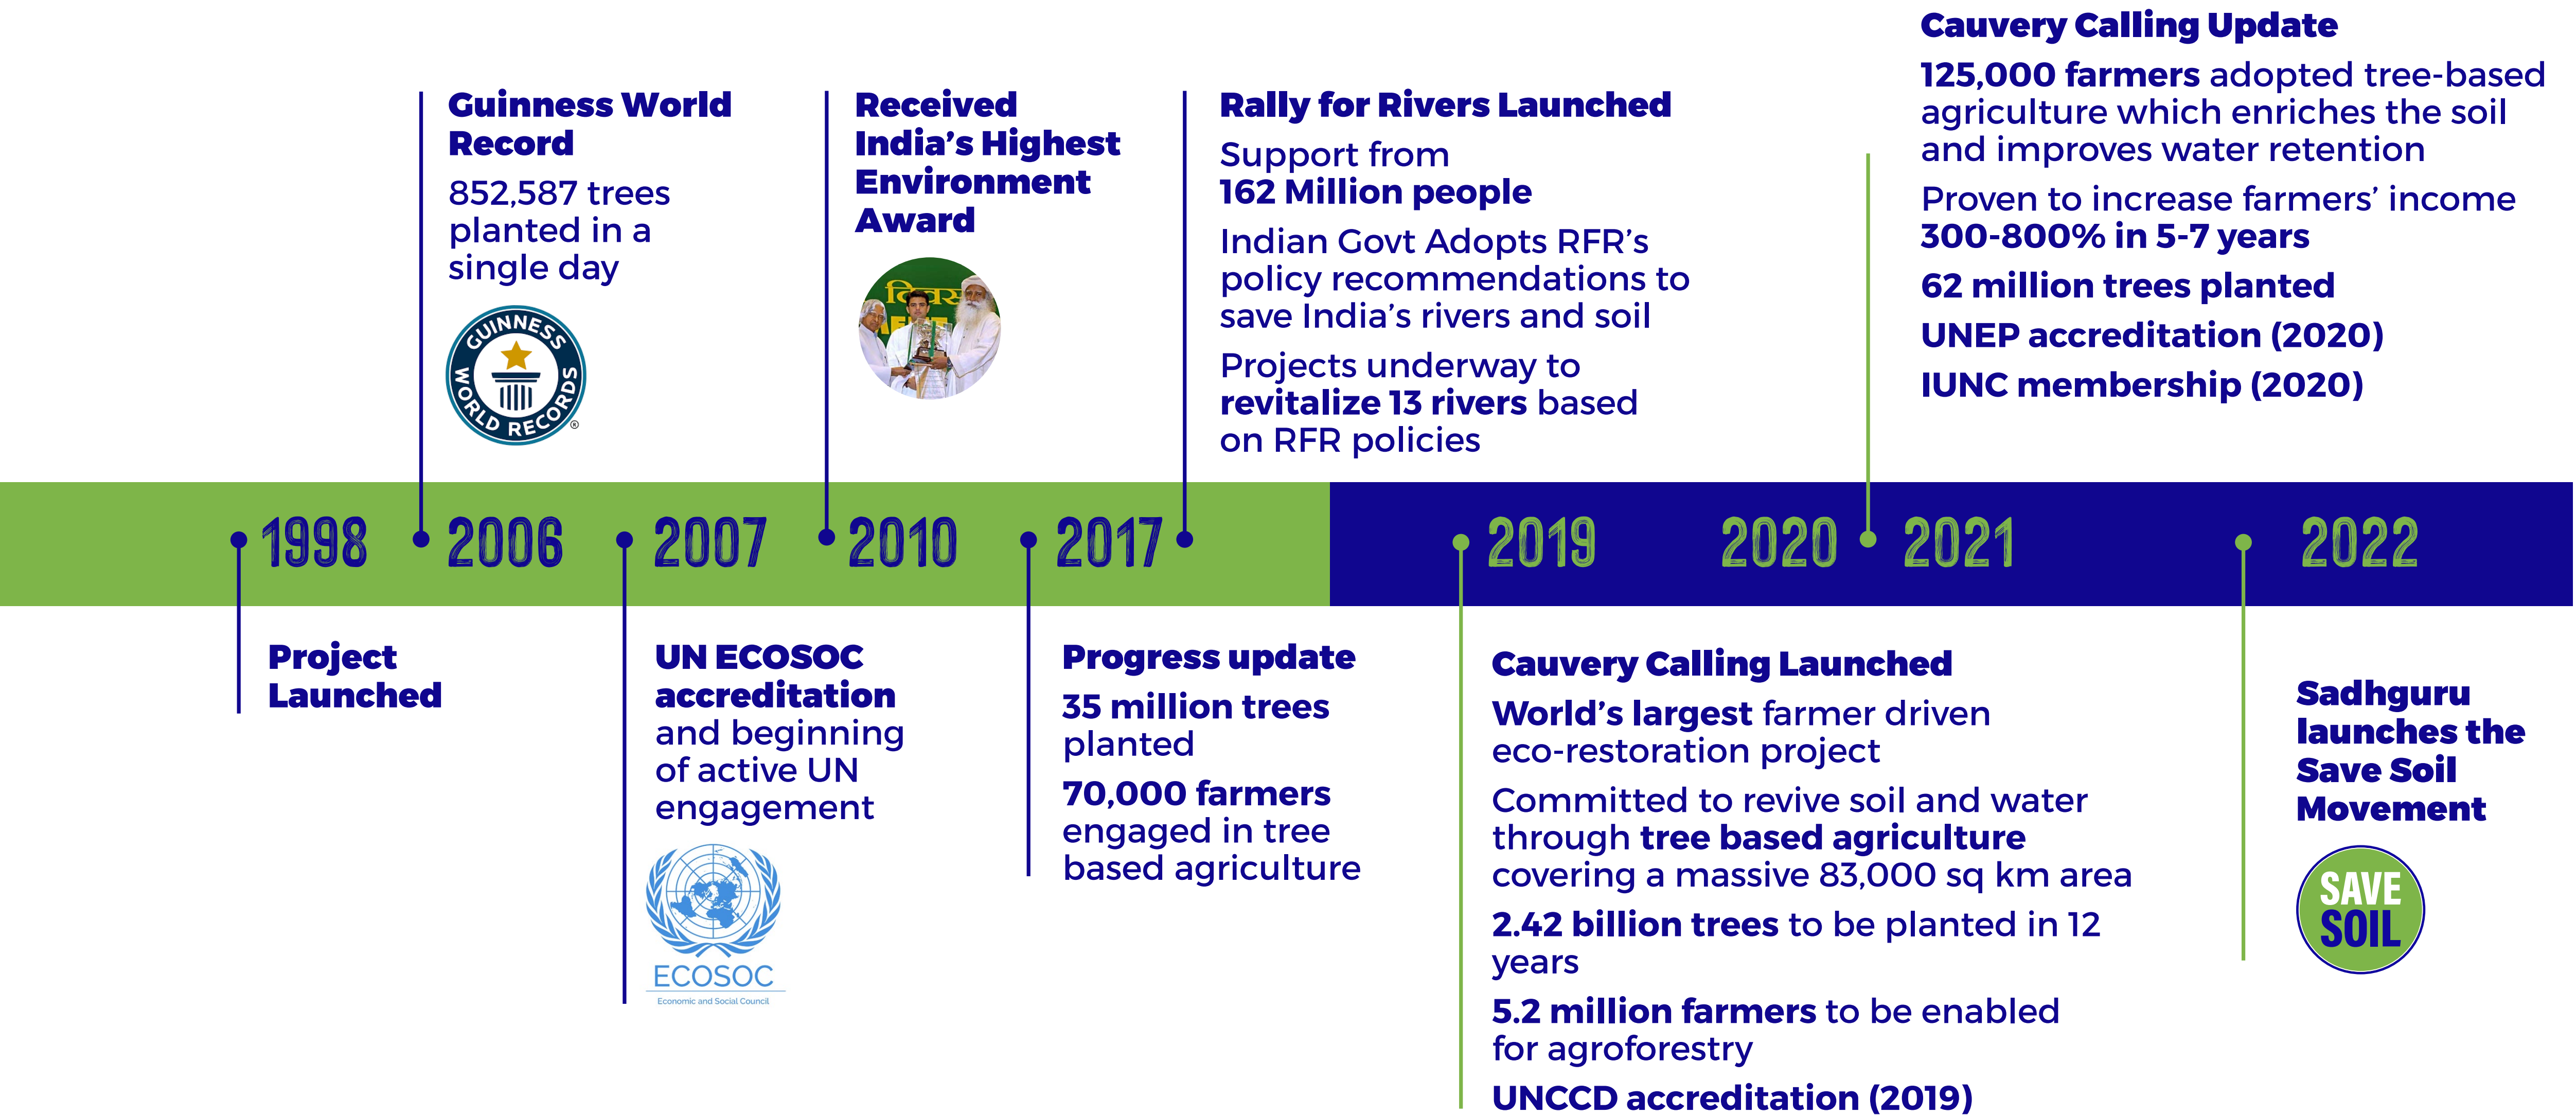 Cauvery Calling Update
125,000 farmers adopted tree-based
agriculture which enriches the soil
and improves water retention
Proven to increase farmers’ income
300-800% in 5-7 years
62 million trees planted
UNEP accreditation (2020)
IUNC membership (2020)
Guinness World
Record
852,587 trees
planted in a
single day
GUINNESS
WORLD RECORDS
®
Received
India’s Highest
Environment
Award
दिवस
Rally for Rivers Launched
Support from
162 Million people
Indian Govt Adopts RFR’s
policy recommendations to
save India’s rivers and soil
Projects underway to
revitalize 13 rivers based
on RFR policies
1998
2006
2007
2010
2017
2019
2020
2021
2022
Project
Launched
UN ECOSOC
accreditation
and beginning
of active UN
engagement
ECOSOC
Economic and Social Council
Progress update
35 million trees
planted
70,000 farmers
engaged in tree
based agriculture
Cauvery Calling Launched
World’s largest farmer driven
eco-restoration project
Committed to revive soil and water
through tree based agriculture
covering a massive 83,000 sq km area
2.42 billion trees to be planted in 12
years
5.2 million farmers to be enabled
for agroforestry
UNCCD accreditation (2019)
Sadhguru
launches the
Save Soil
Movement
SAVE
SOIL